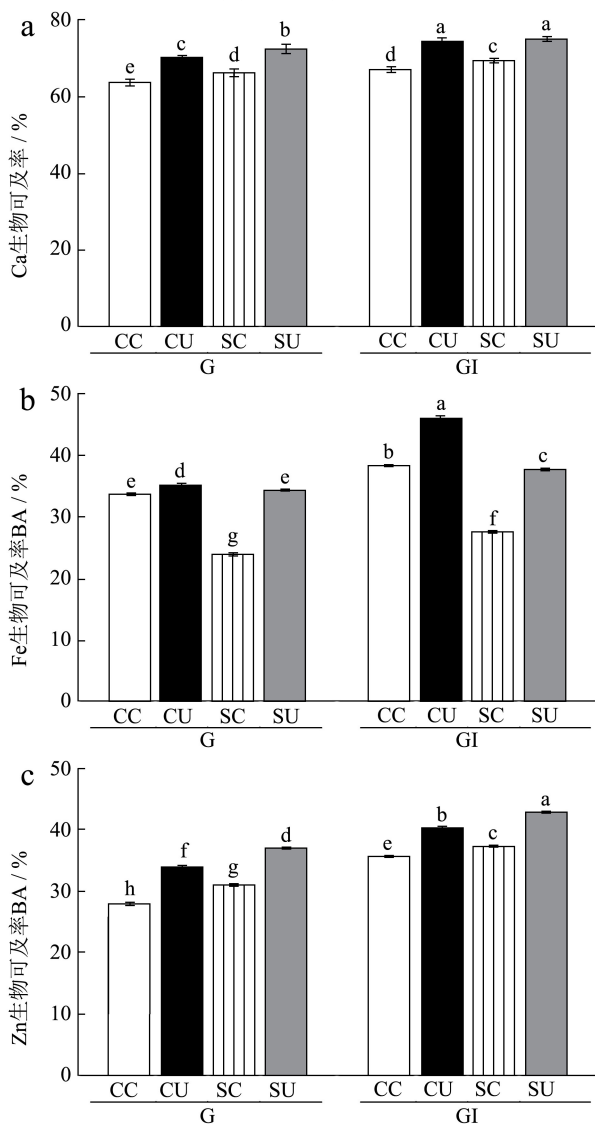 a
Ca生物可及率 / %
80
60
40
20
0
e
c
d
b
d
a
c
a
CC CU SC SU CC CU SC SU
G GI
b
Fe生物可及率BA / %
50
40
30
20
10
0
e
d
g
e
b
a
f
c
CC CU SC SU CC CU SC SU
G GI
c
Zn生物可及率BA / %
50
40
30
20
10
0
h
f
g
d
e
b
c
a
CC CU SC SU CC CU SC SU
G GI